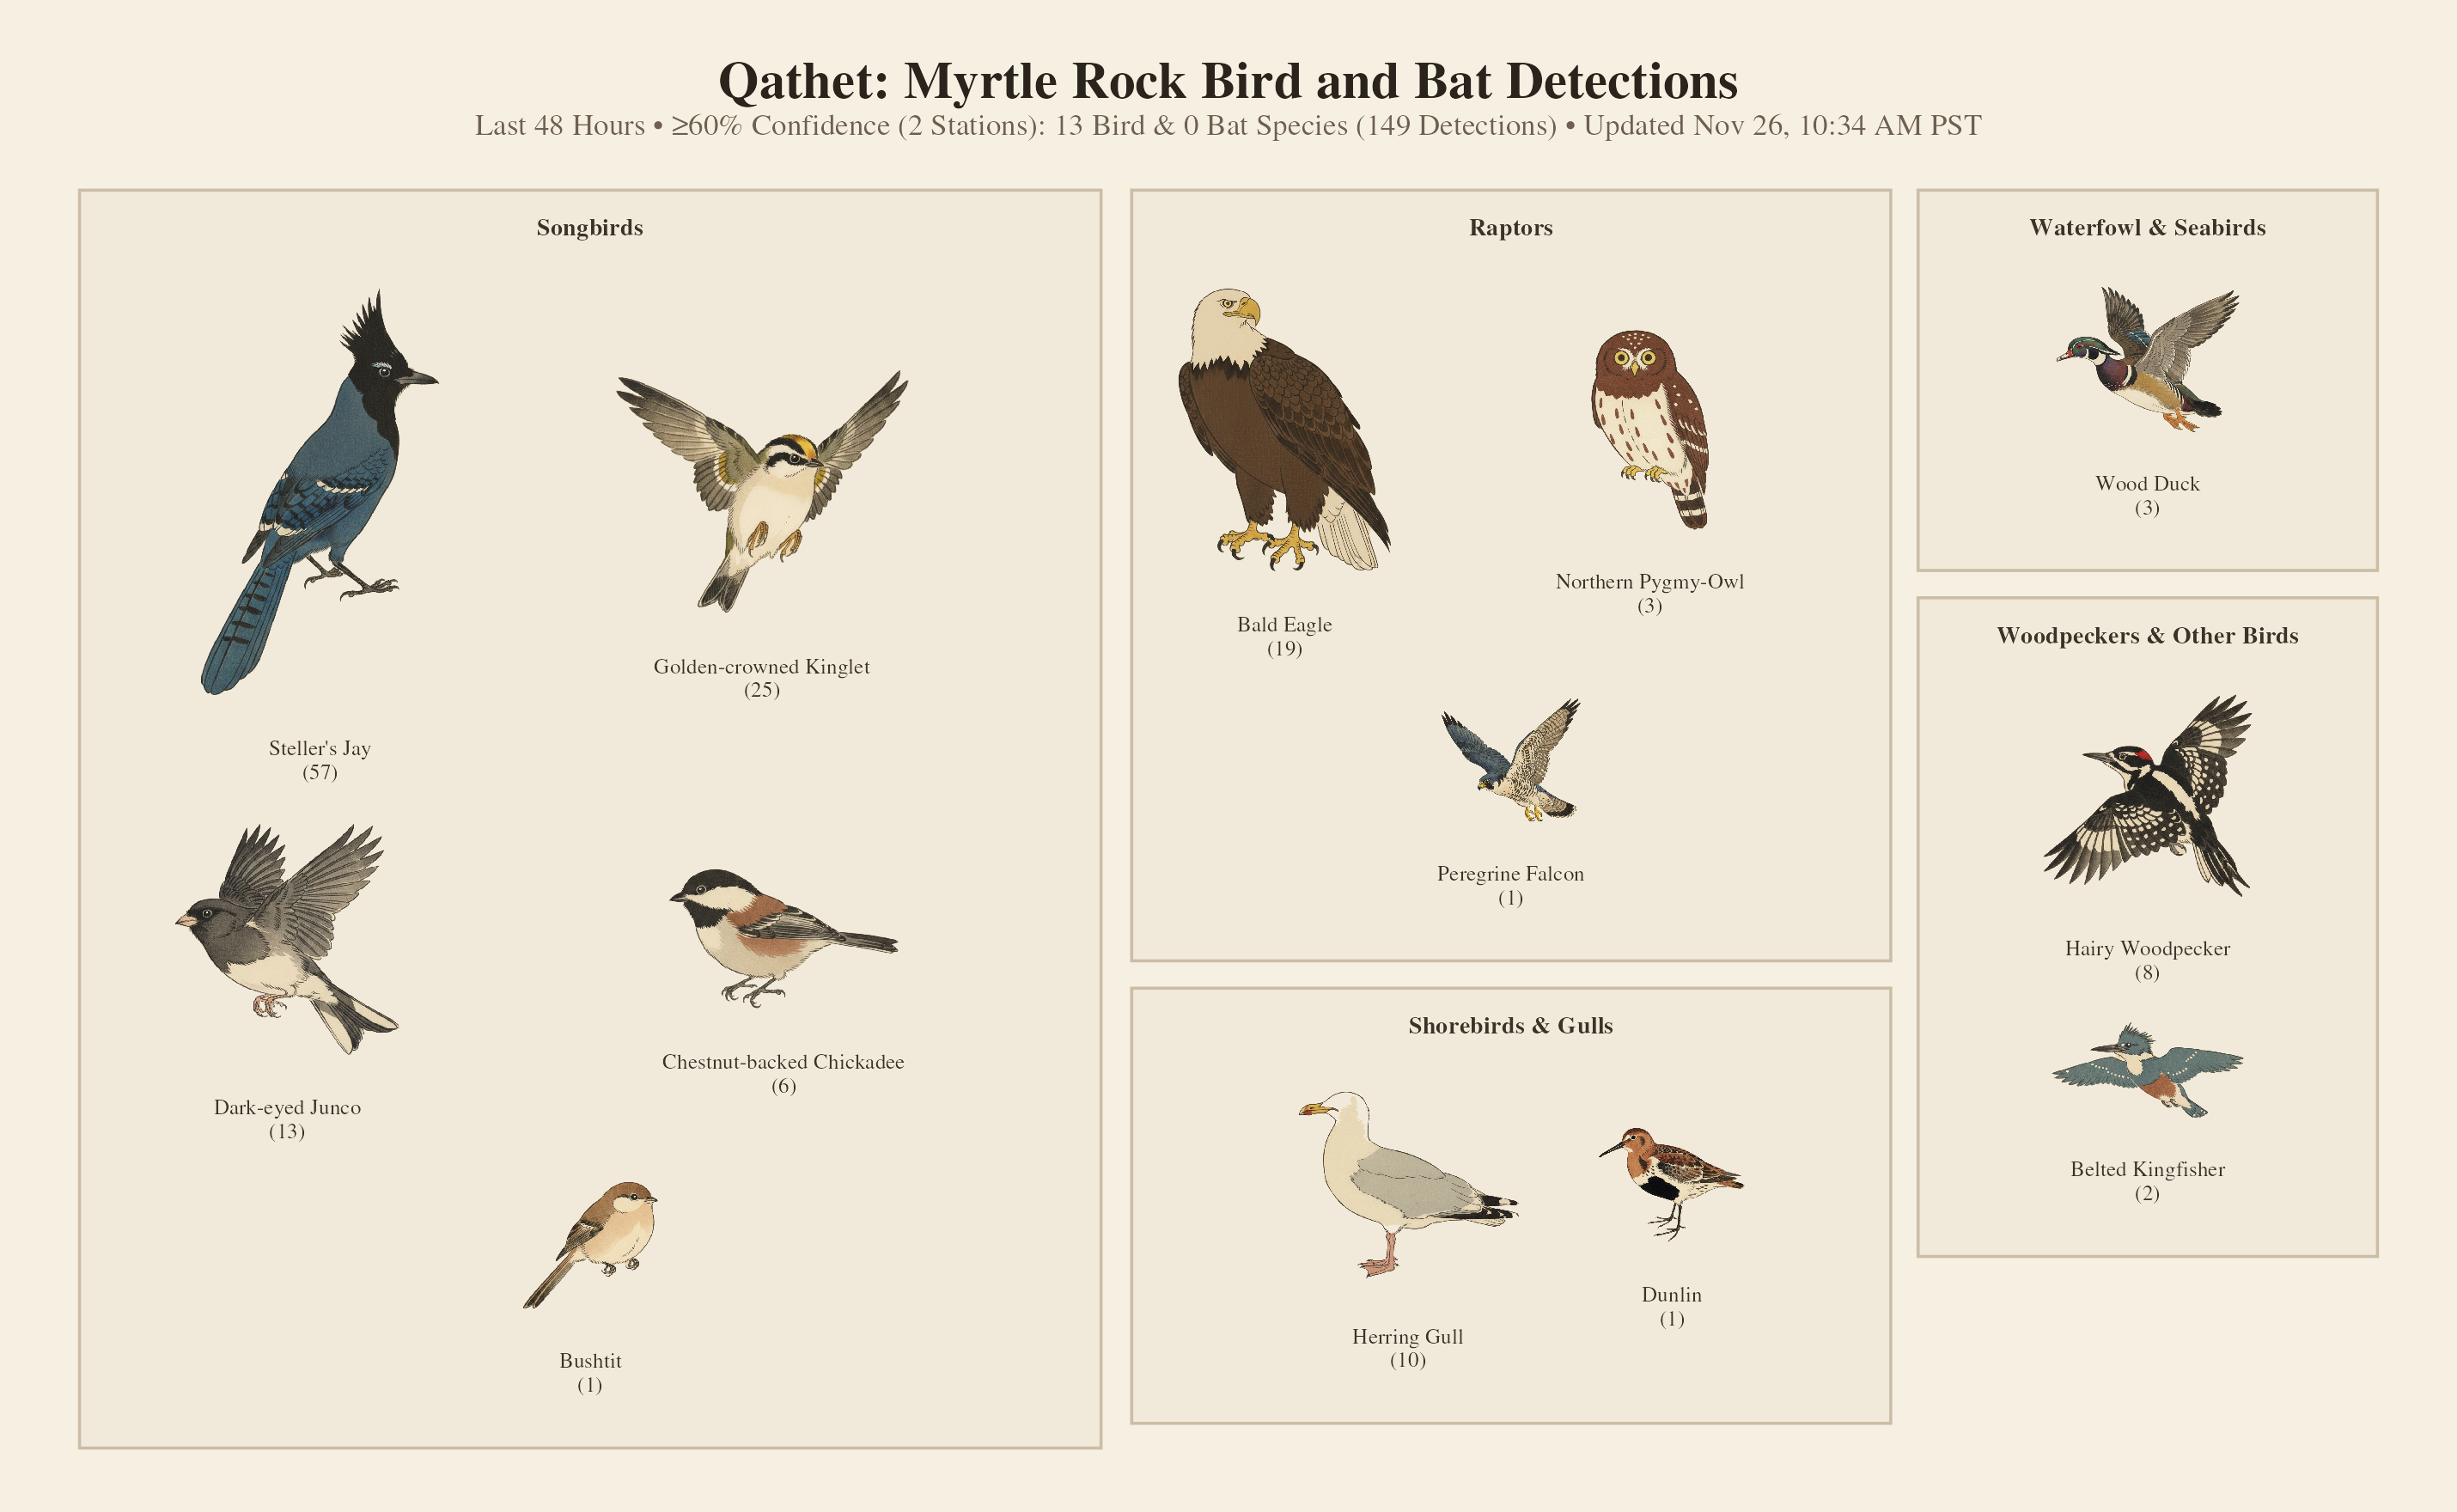 Qathet: Myrtle Rock Bird and Bat Detections
Last 48 Hours • ≥60% Confidence (2 Stations): 13 Bird & 0 Bat Species (149 Detections) • Updated Nov 26, 10:34 AM PST
Songbirds
Steller's Jay
(57)
Golden-crowned Kinglet
(25)
Dark-eyed Junco
(13)
Chestnut-backed Chickadee
(6)
Bushtit
(1)
Raptors
Bald Eagle
(19)
Northern Pygmy-Owl
(3)
Peregrine Falcon
(1)
Shorebirds & Gulls
Herring Gull
(10)
Dunlin
(1)
Waterfowl & Seabirds
Wood Duck
(3)
Woodpeckers & Other Birds
Hairy Woodpecker
(8)
Belted Kingfisher
(2)